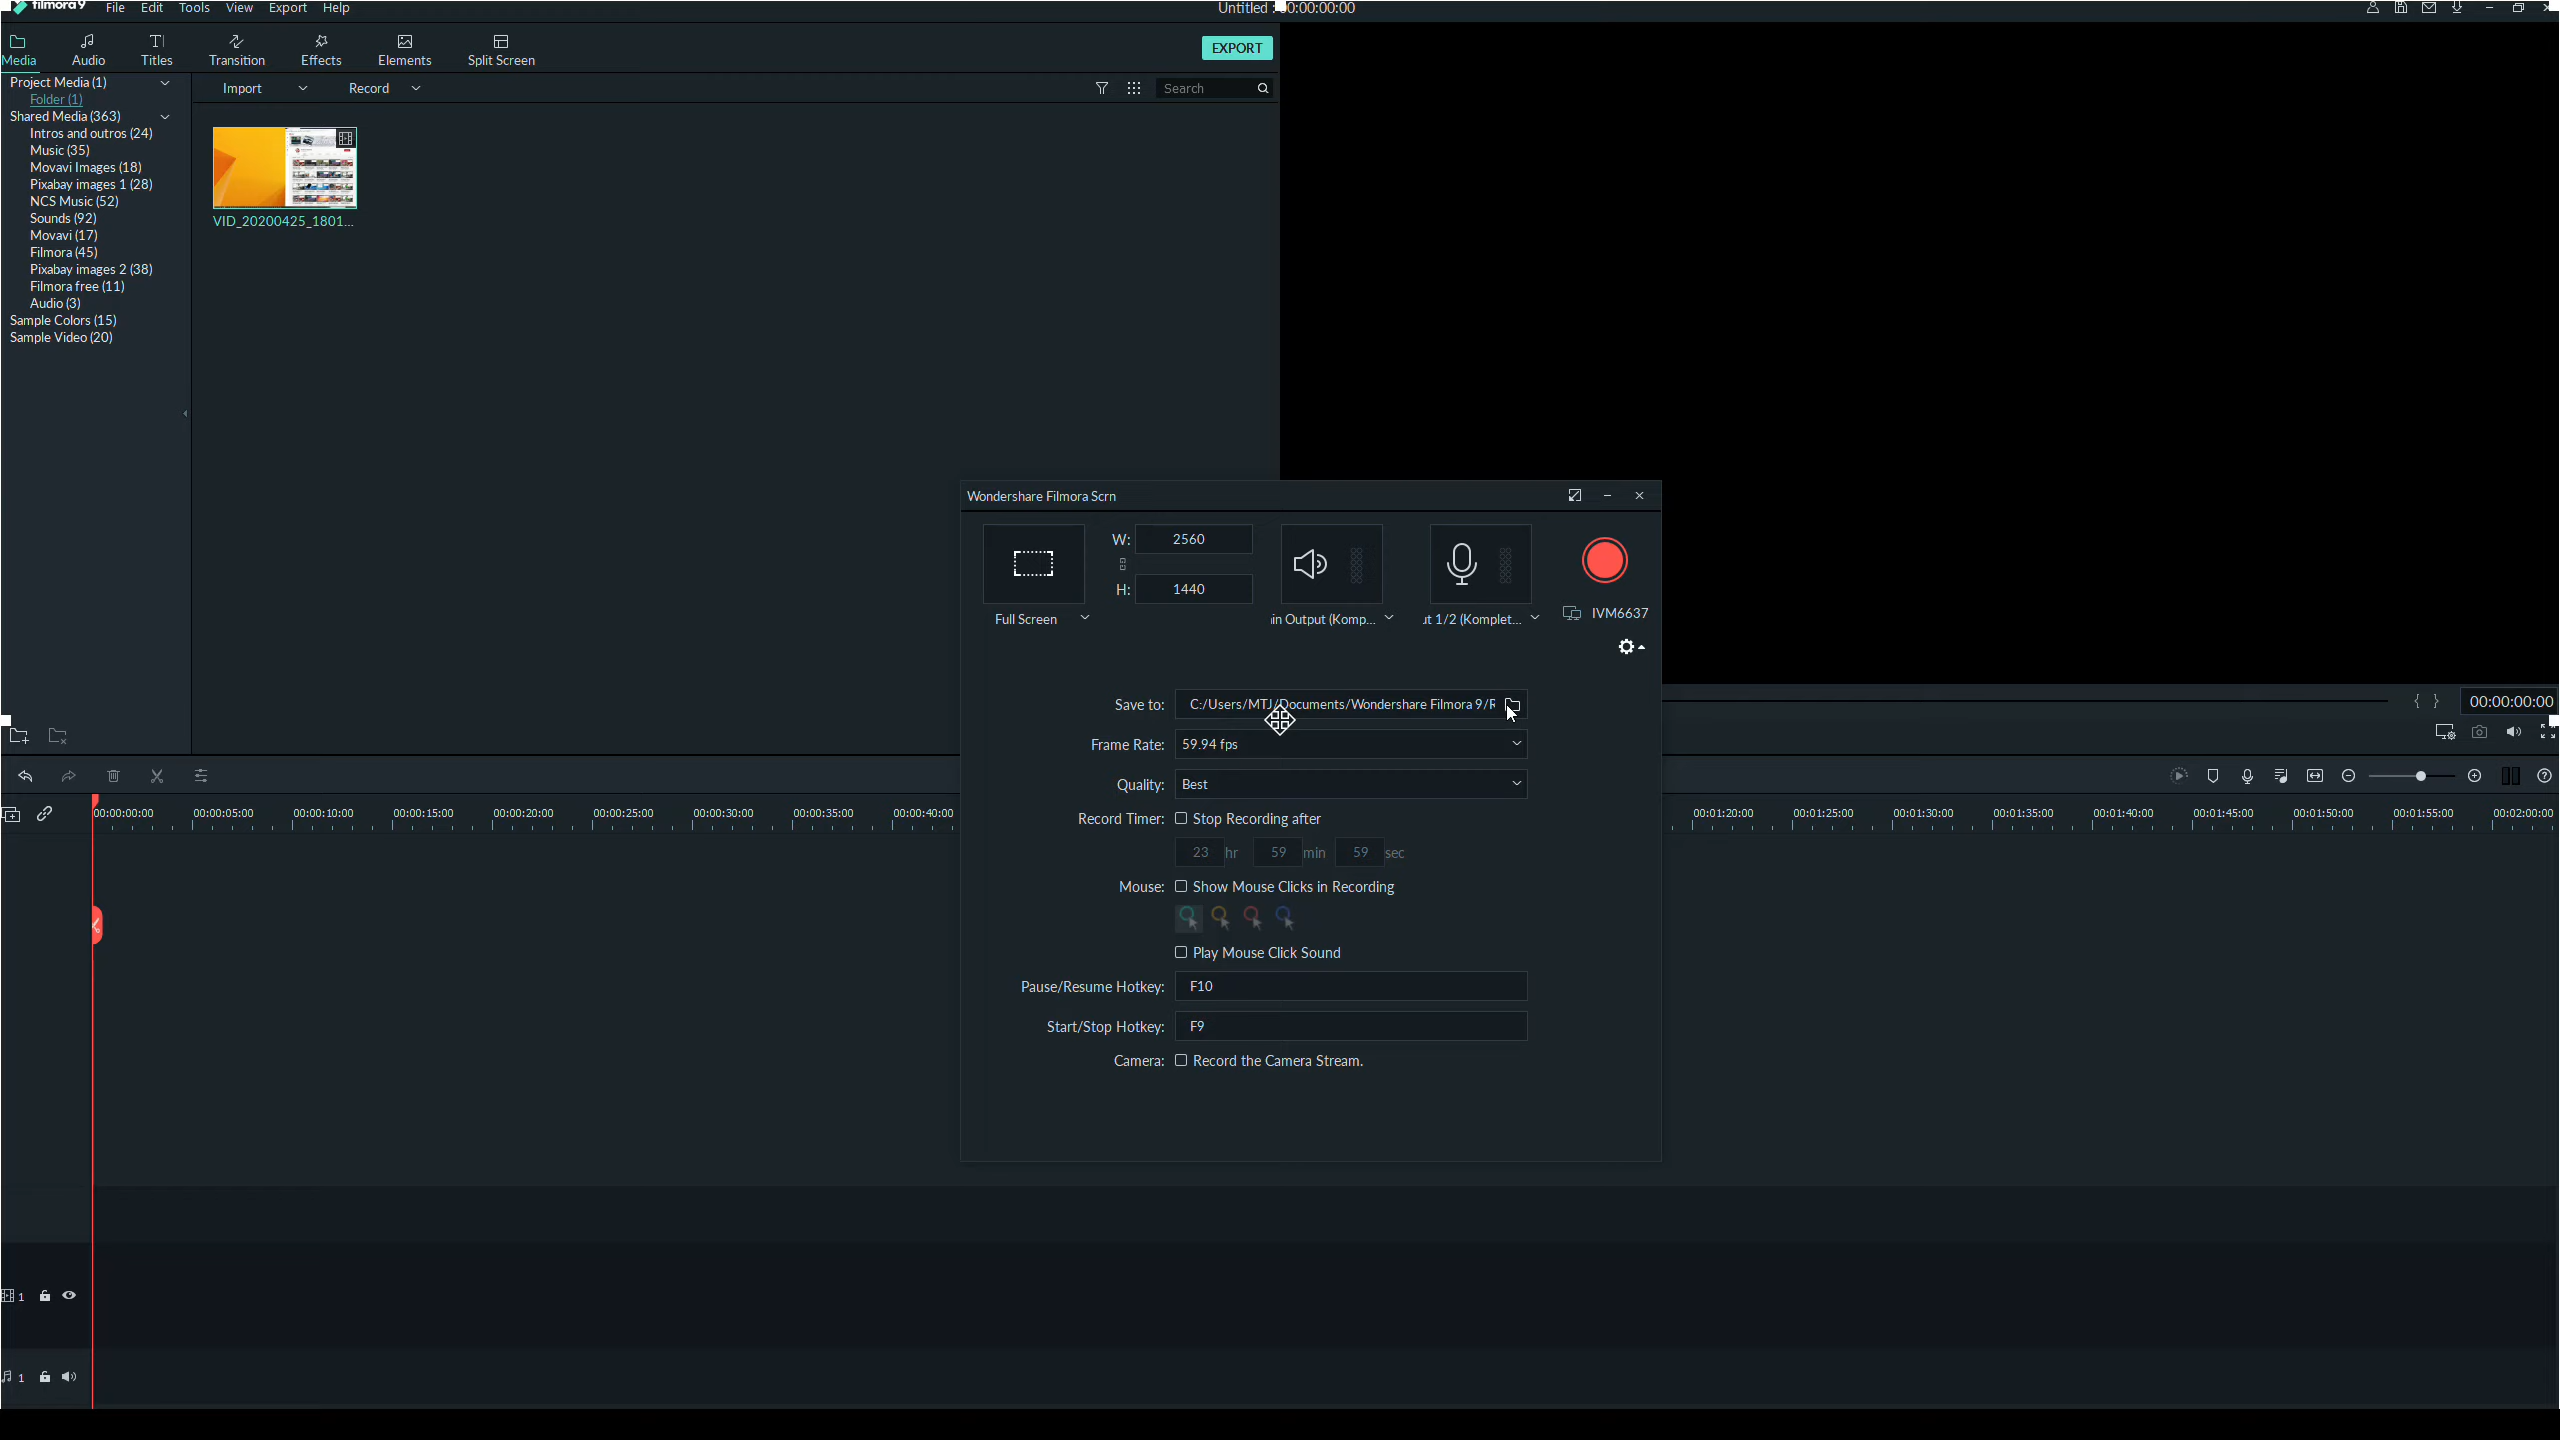 filmora9 File Edit Tools View Export Help
Untitled : 00:00:00:00
Media Audio Titles Transition Effects Elements Split Screen
EXPORT
Project Media (1)
Folder (1)
Shared Media (363)
Intros and outros (24)
Music (35)
Movavi Images (18)
Pixabay images 1 (28)
NCS Music (52)
Sounds (92)
Movavi (17)
Filmora (45)
Pixabay images 2 (38)
Filmora free (11)
Audio (3)
Sample Colors (15)
Sample Video (20)
Import Record
Search
VID_20200425_1801...
Wondershare Filmora Scrn
W: 2560
H: 1440
Full Screen
in Output (Komp...
ut 1/2 (Komplet...
IVM6637
Save to: C:/Users/MTJ/Documents/Wondershare Filmora 9/R
Frame Rate: 59.94 fps
Quality: Best
Record Timer: Stop Recording after
23 hr 59 min 59 sec
Mouse: Show Mouse Clicks in Recording
Play Mouse Click Sound
Pause/Resume Hotkey: F10
Start/Stop Hotkey: F9
Camera: Record the Camera Stream.
{ } 00:00:00:00
00:00:00:00 00:00:05:00 00:00:10:00 00:00:15:00 00:00:20:00 00:00:25:00 00:00:30:00 00:00:35:00 00:00:40:00 00:01:20:00 00:01:25:00 00:01:30:00 00:01:35:00 00:01:40:00 00:01:45:00 00:01:50:00 00:01:55:00 00:02:00:00
1
1